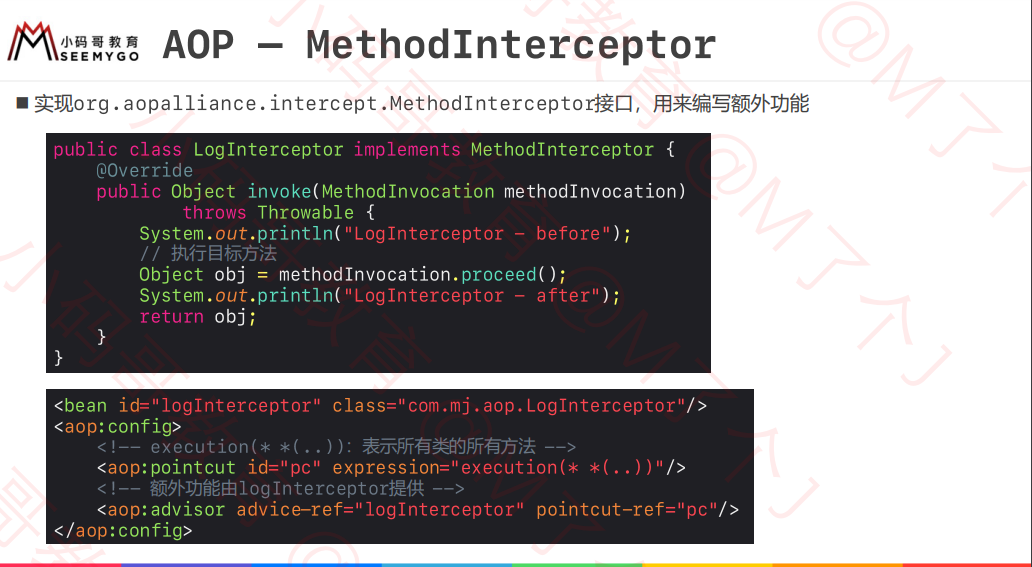 小码哥教育
SEEMYGO
AOP – MethodInterceptor
■ 实现org.aopalliance.intercept.MethodInterceptor接口，用来编写额外功能
public class LogInterceptor implements MethodInterceptor {
    @Override
    public Object invoke(MethodInvocation methodInvocation)
            throws Throwable {
        System.out.println("LogInterceptor - before");
        // 执行目标方法
        Object obj = methodInvocation.proceed();
        System.out.println("LogInterceptor - after");
        return obj;
    }
}
<bean id="logInterceptor" class="com.mj.aop.LogInterceptor"/>
<aop:config>
    <!-- execution(* *(..)): 表示所有类的所有方法 -->
    <aop:pointcut id="pc" expression="execution(* *(..))"/>
    <!-- 额外功能由logInterceptor提供 -->
    <aop:advisor advice-ref="logInterceptor" pointcut-ref="pc"/>
</aop:config>